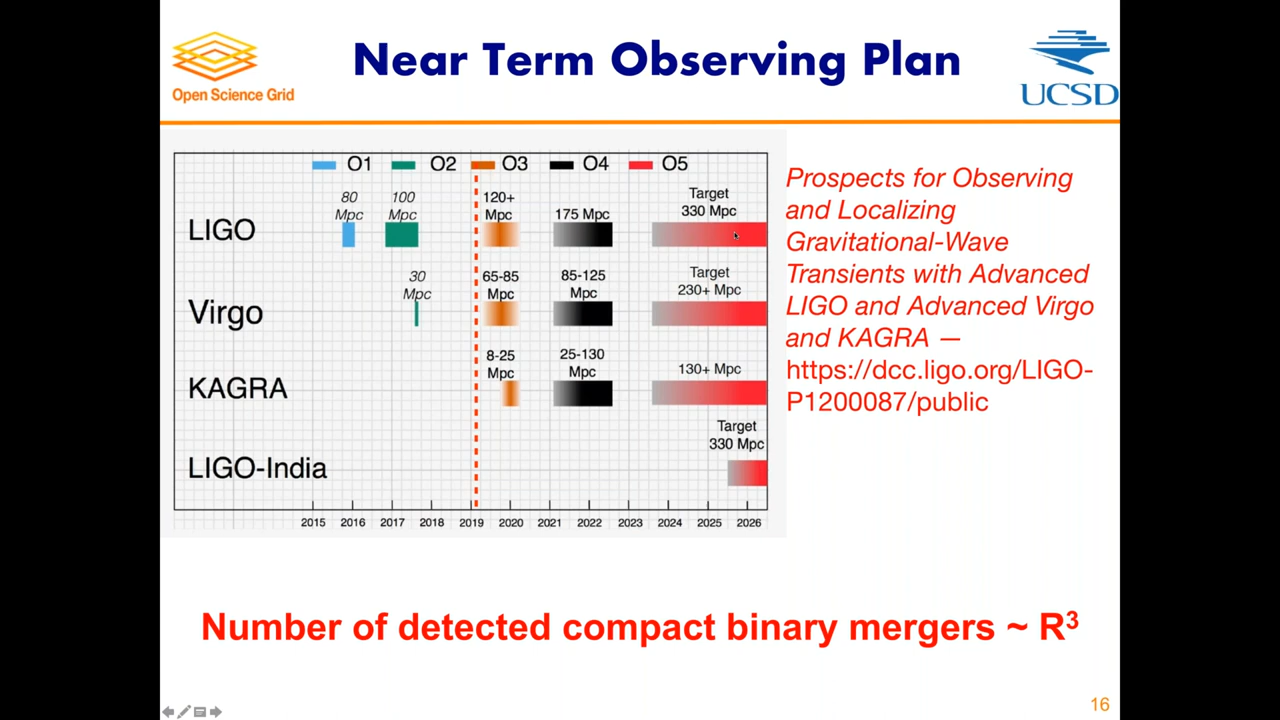 Near Term Observing Plan
Open Science Grid
UCSD
O1 O2 O3 O4 O5
80
Mpc
100
Mpc
120+
Mpc
175 Mpc
Target
330 Mpc
LIGO
30
Mpc
65-85
Mpc
85-125
Mpc
Target
230+ Mpc
Virgo
8-25
Mpc
25-130
Mpc
130+ Mpc
KAGRA
Target
330 Mpc
LIGO-India
2015 2016 2017 2018 2019 2020 2021 2022 2023 2024 2025 2026
Prospects for Observing
and Localizing
Gravitational-Wave
Transients with Advanced
LIGO and Advanced Virgo
and KAGRA —
https://dcc.ligo.org/LIGO-
P1200087/public
Number of detected compact binary mergers ~ R³
16